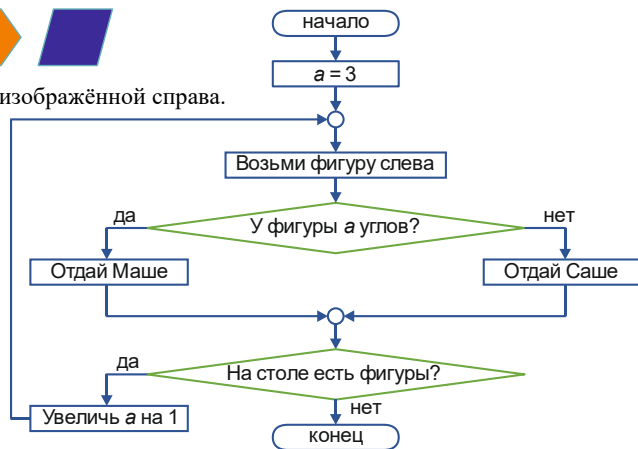 начало
a = 3
изображённой справа.
Возьми фигуру слева
да
У фигуры a углов?
нет
Отдай Маше
Отдай Саше
да
На столе есть фигуры?
нет
Увеличь a на 1
конец